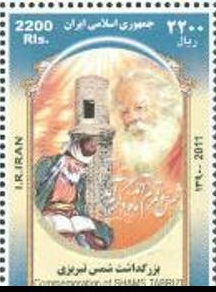 2200
Rls.
جمهوری اسلامی ایران
۲۲۰۰
ریال
I.R.IRAN
2011 - ۱۳۹۰
بزرگداشت شمس تبریزی
Commemoration of SHAMS TABRIZI